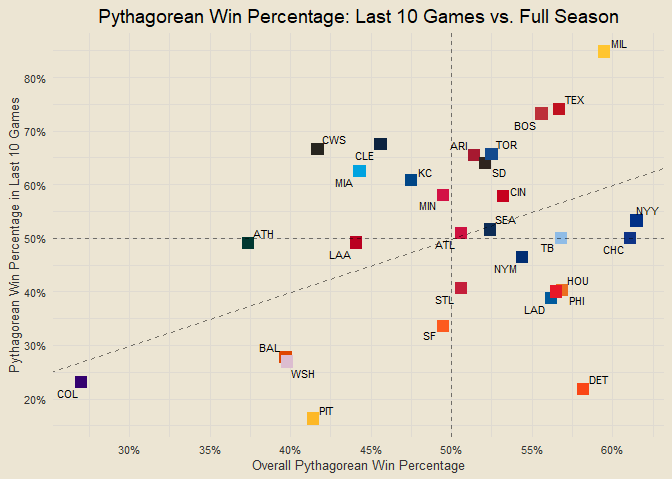 Pythagorean Win Percentage: Last 10 Games vs. Full Season
Pythagorean Win Percentage in Last 10 Games
80%
70%
60%
50%
40%
30%
20%
MIL
TEX
BOS
CWS
CLE
ARI
TOR
SD
MIA
KC
CIN
MIN
NYY
SEA
ATH
ATL
TB
CHC
LAA
NYM
HOU
STL
PHI
LAD
SF
BAL
WSH
COL
DET
PIT
30%
35%
40%
45%
50%
55%
60%
Overall Pythagorean Win Percentage